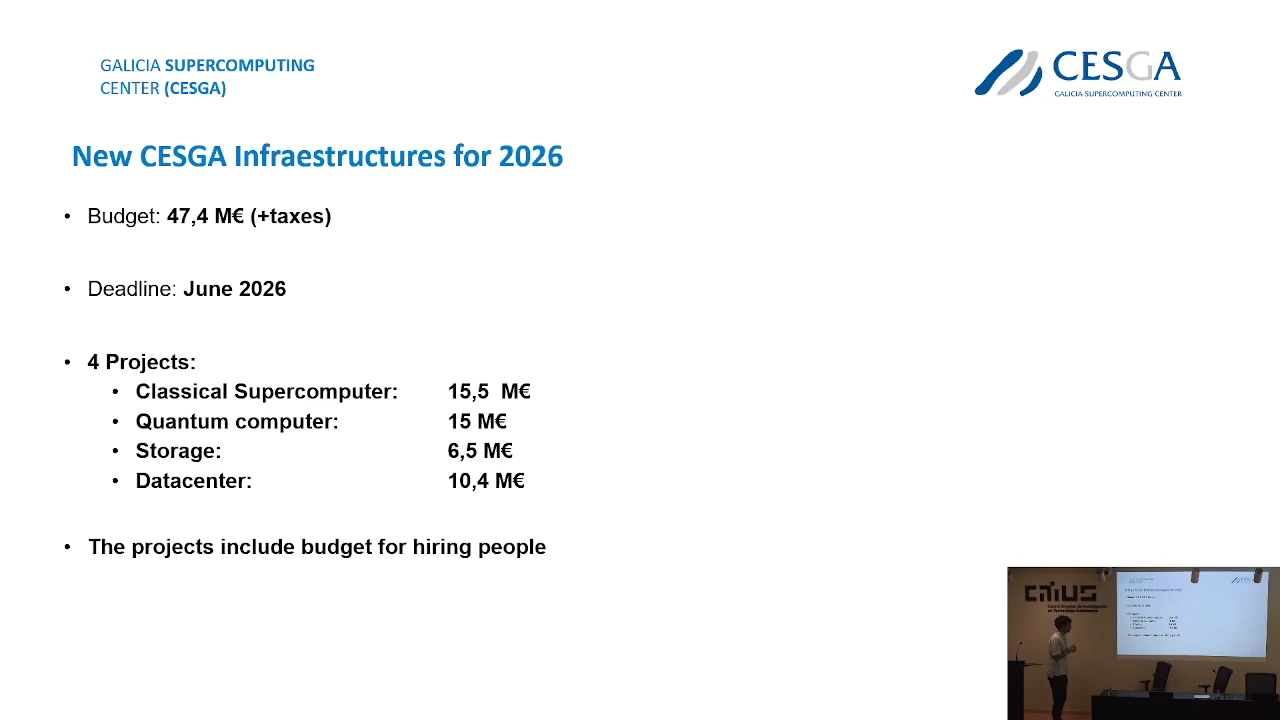 GALICIA SUPERCOMPUTING
CENTER (CESGA)
CESGA
GALICIA SUPERCOMPUTING CENTER
New CESGA Infraestructures for 2026
• Budget: 47,4 M€ (+taxes)
• Deadline: June 2026
• 4 Projects:
• Classical Supercomputer: 15,5 M€
• Quantum computer: 15 M€
• Storage: 6,5 M€
• Datacenter: 10,4 M€
• The projects include budget for hiring people
CiTIUS